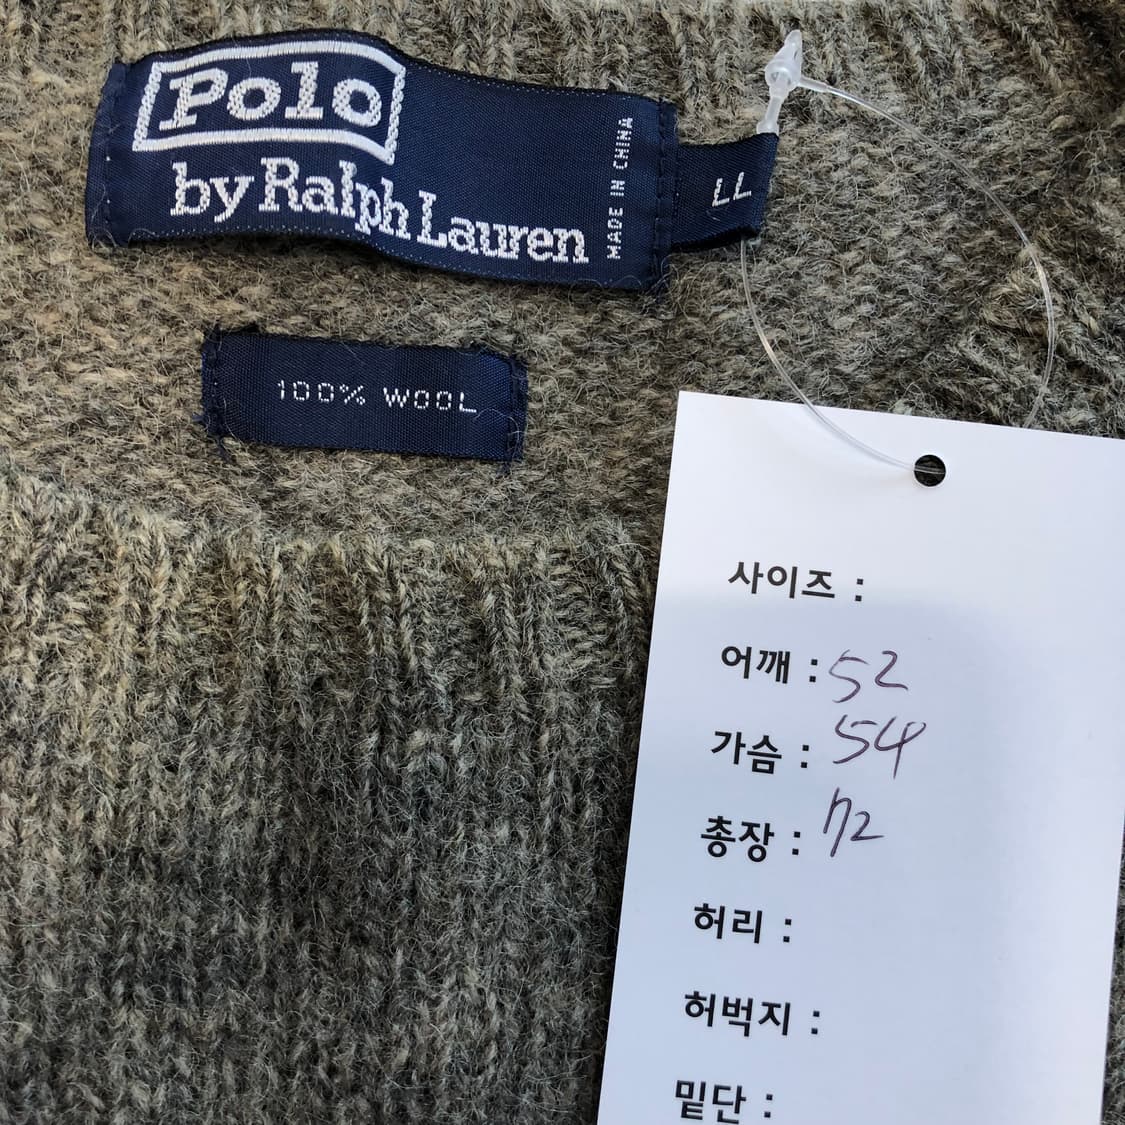 Polo
by Ralph Lauren
MADE IN CHINA
LL
100% WOOL
사이즈 :
어깨 : 52
가슴 : 54
총장 : 72
허리 :
허벅지 :
밑단 :